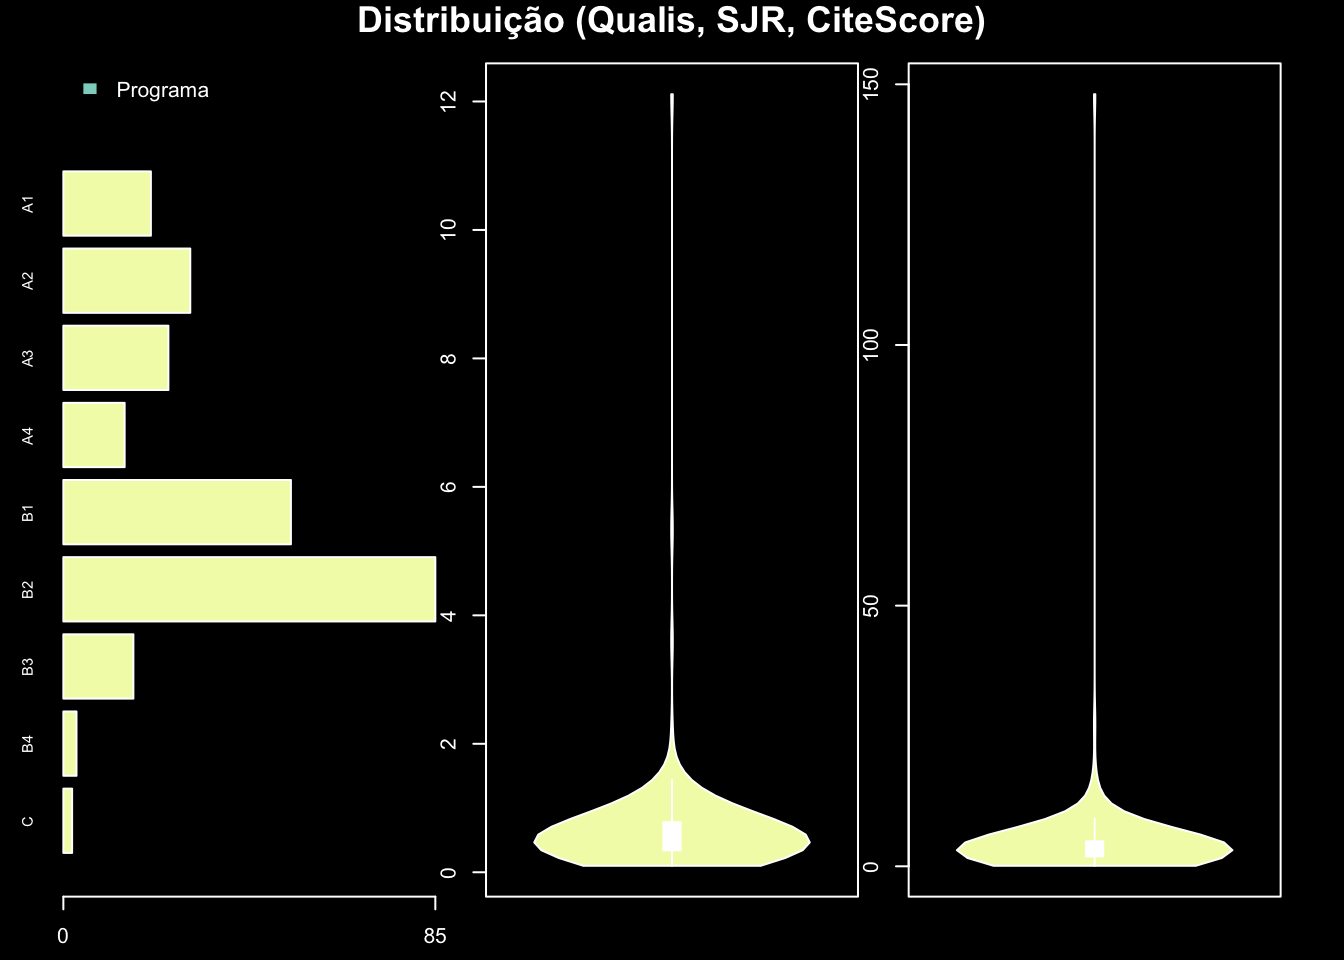 Distribuição (Qualis, SJR, CiteScore)
Programa
A1
A2
A3
A4
B1
B2
B3
B4
C
0
85
12
10
8
6
4
2
0
150
100
50
0